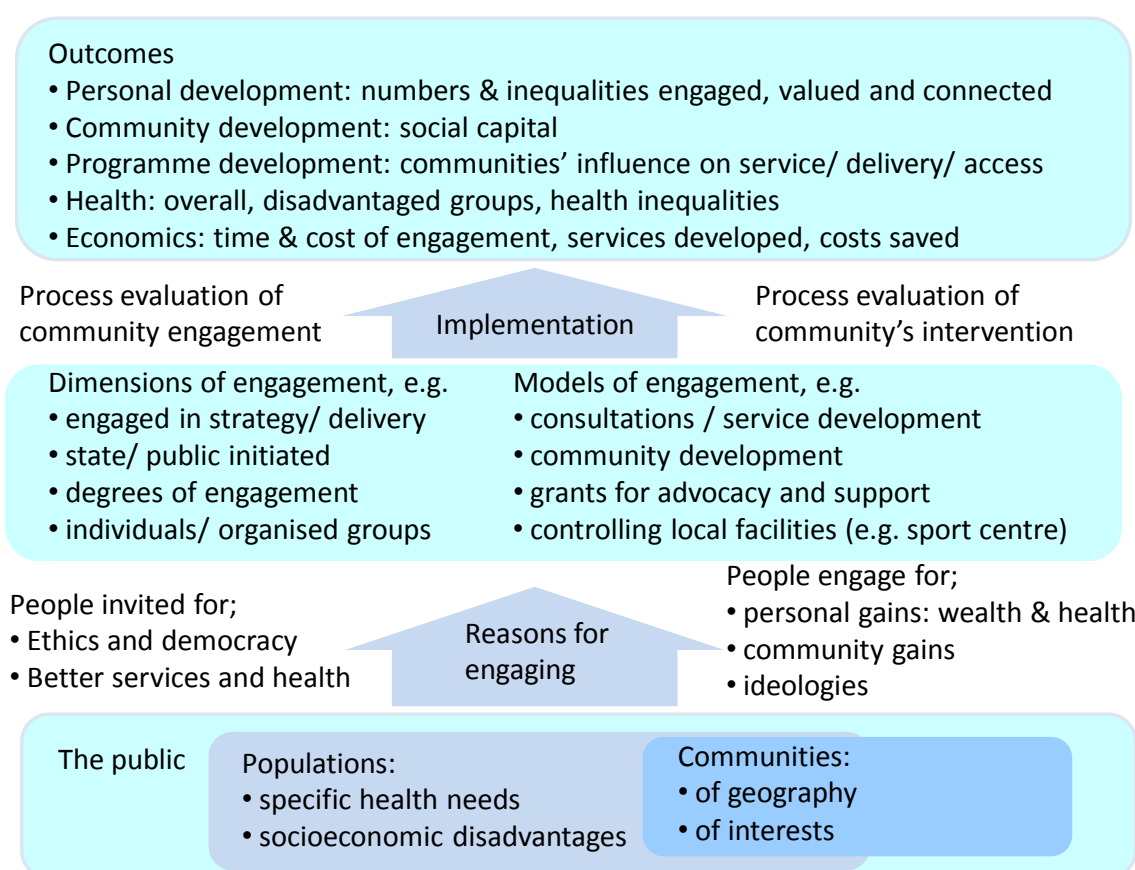 Outcomes
• Personal development: numbers & inequalities engaged, valued and connected
• Community development: social capital
• Programme development: communities’ influence on service/ delivery/ access
• Health: overall, disadvantaged groups, health inequalities
• Economics: time & cost of engagement, services developed, costs saved
Process evaluation of
community engagement
Implementation
Process evaluation of
community’s intervention
Dimensions of engagement, e.g.
• engaged in strategy/ delivery
• state/ public initiated
• degrees of engagement
• individuals/ organised groups
Models of engagement, e.g.
• consultations / service development
• community development
• grants for advocacy and support
• controlling local facilities (e.g. sport centre)
People invited for;
• Ethics and democracy
• Better services and health
Reasons for
engaging
People engage for;
• personal gains: wealth & health
• community gains
• ideologies
The public
Populations:
• specific health needs
• socioeconomic disadvantages
Communities:
• of geography
• of interests